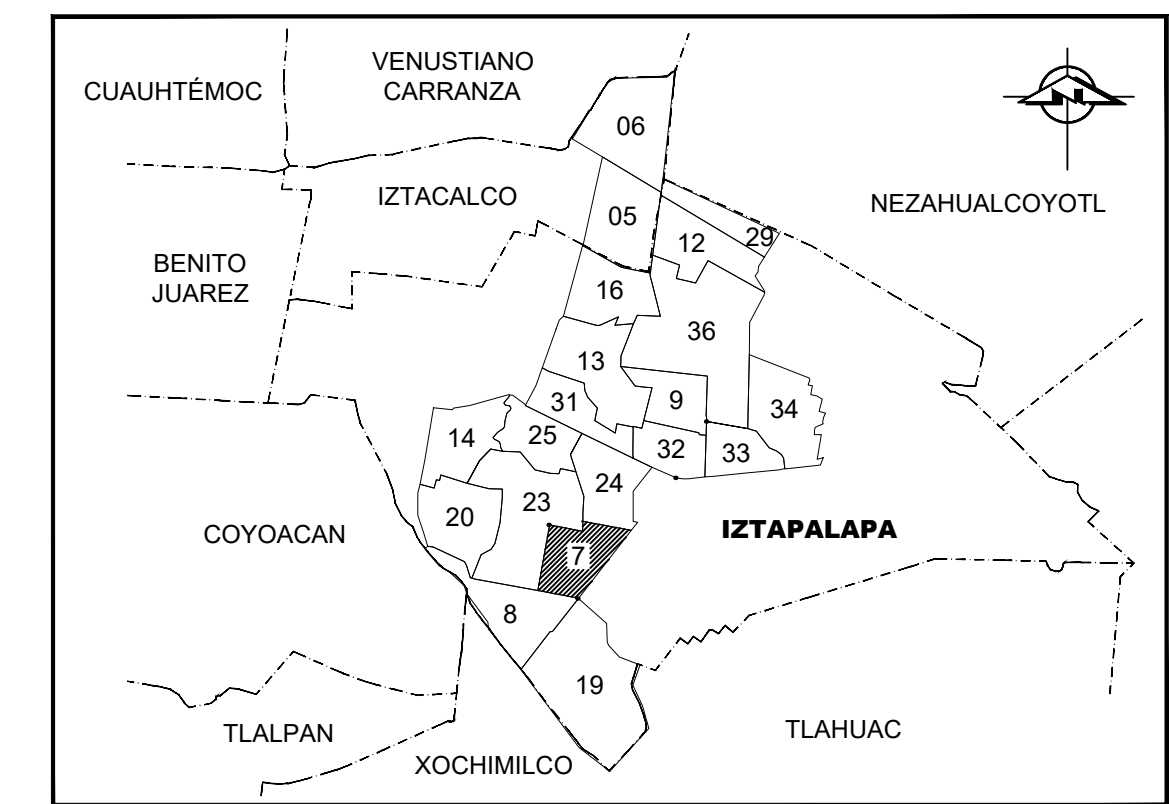 CUAUHTÉMOC
VENUSTIANO
CARRANZA
06
IZTACALCO
NEZAHUALCOYOTL
05
12
29
BENITO
JUAREZ
16
36
13
9
31
34
14
25
32
33
24
23
20
COYOACAN
IZTAPALAPA
7
8
19
TLALPAN
TLAHUAC
XOCHIMILCO